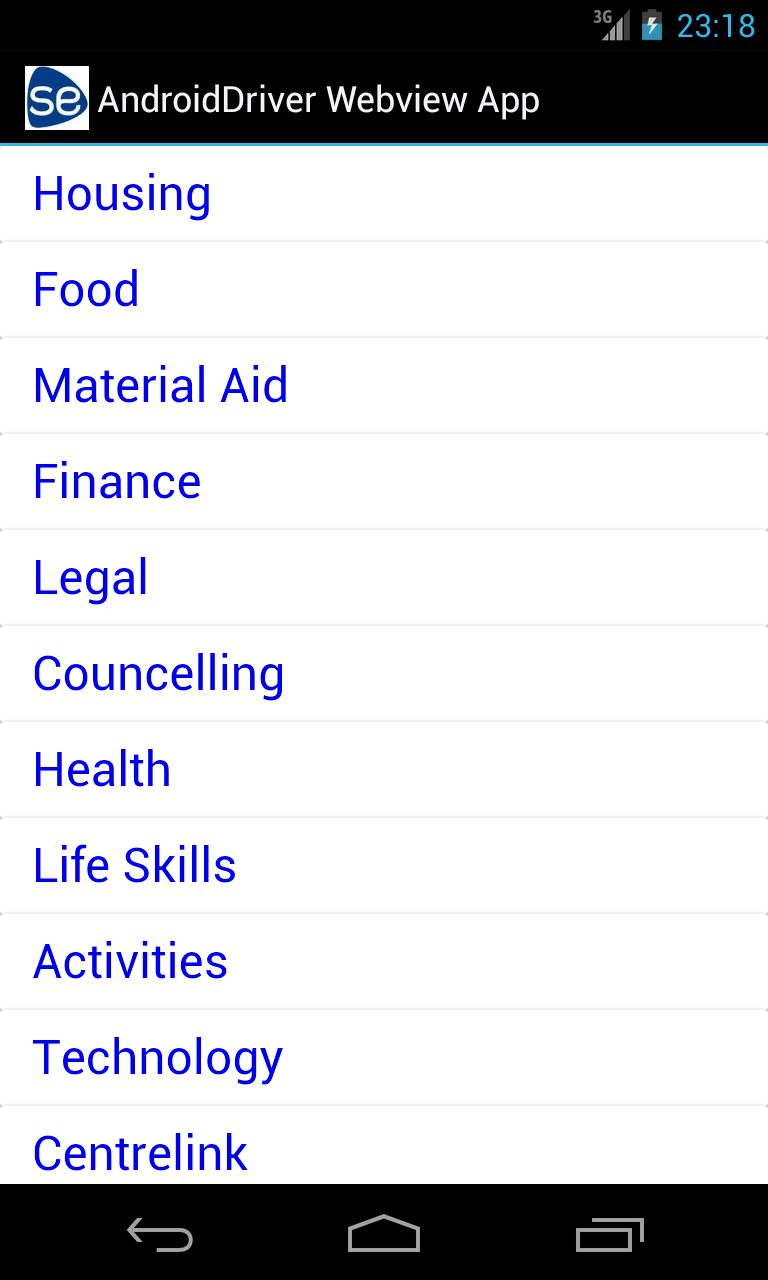 3G
23:18
se AndroidDriver Webview App
Housing
Food
Material Aid
Finance
Legal
Councelling
Health
Life Skills
Activities
Technology
Centrelink